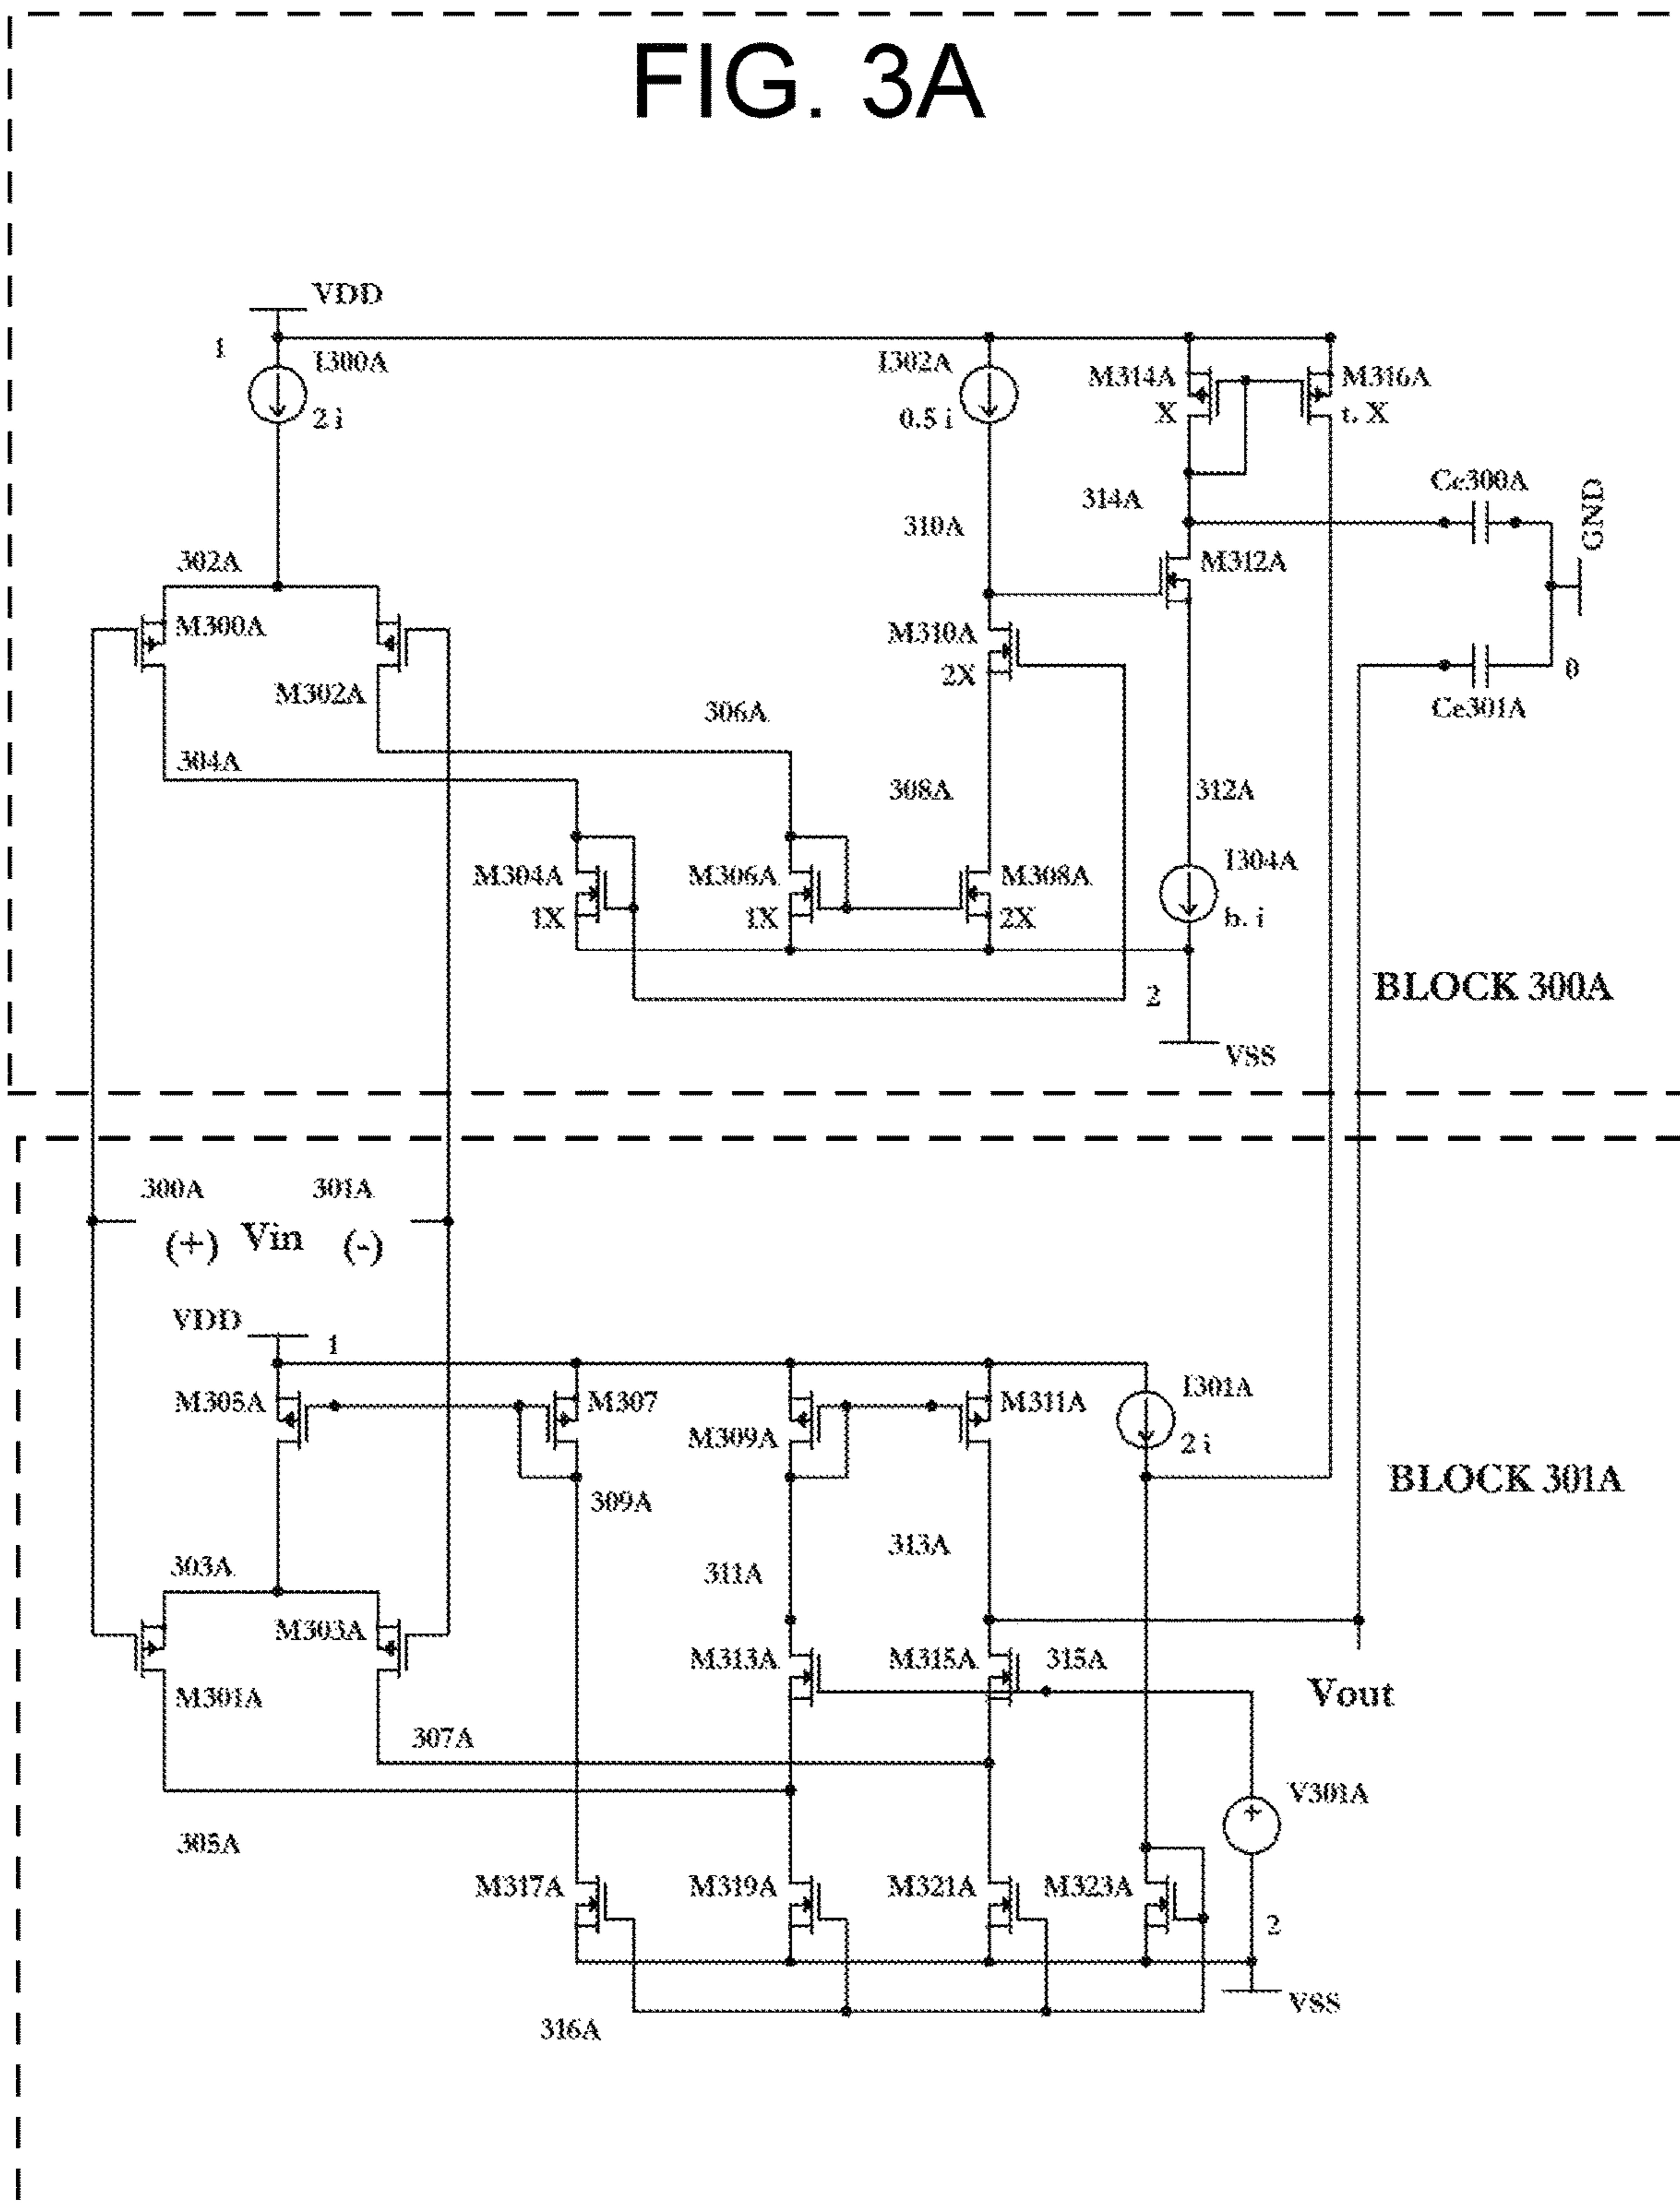 FIG. 3A
VDD
1
I300A
2 i
I302A
0.5 i
M314A
X
M316A
t. X
314A
Cc300A
GND
310A
302A
M300A
M302A
M312A
M310A
2X
Cc301A
0
306A
304A
308A
312A
M304A
1X
M306A
1X
M308A
2X
I304A
b. i
2
VSS
BLOCK 300A
300A
301A
(+) Vin (-)
VDD
1
M305A
M307
M309A
M311A
I301A
2 i
BLOCK 301A
309A
313A
311A
303A
M303A
M301A
M313A
M315A
315A
Vout
307A
V301A
305A
M317A
M319A
M321A
M323A
2
VSS
316A